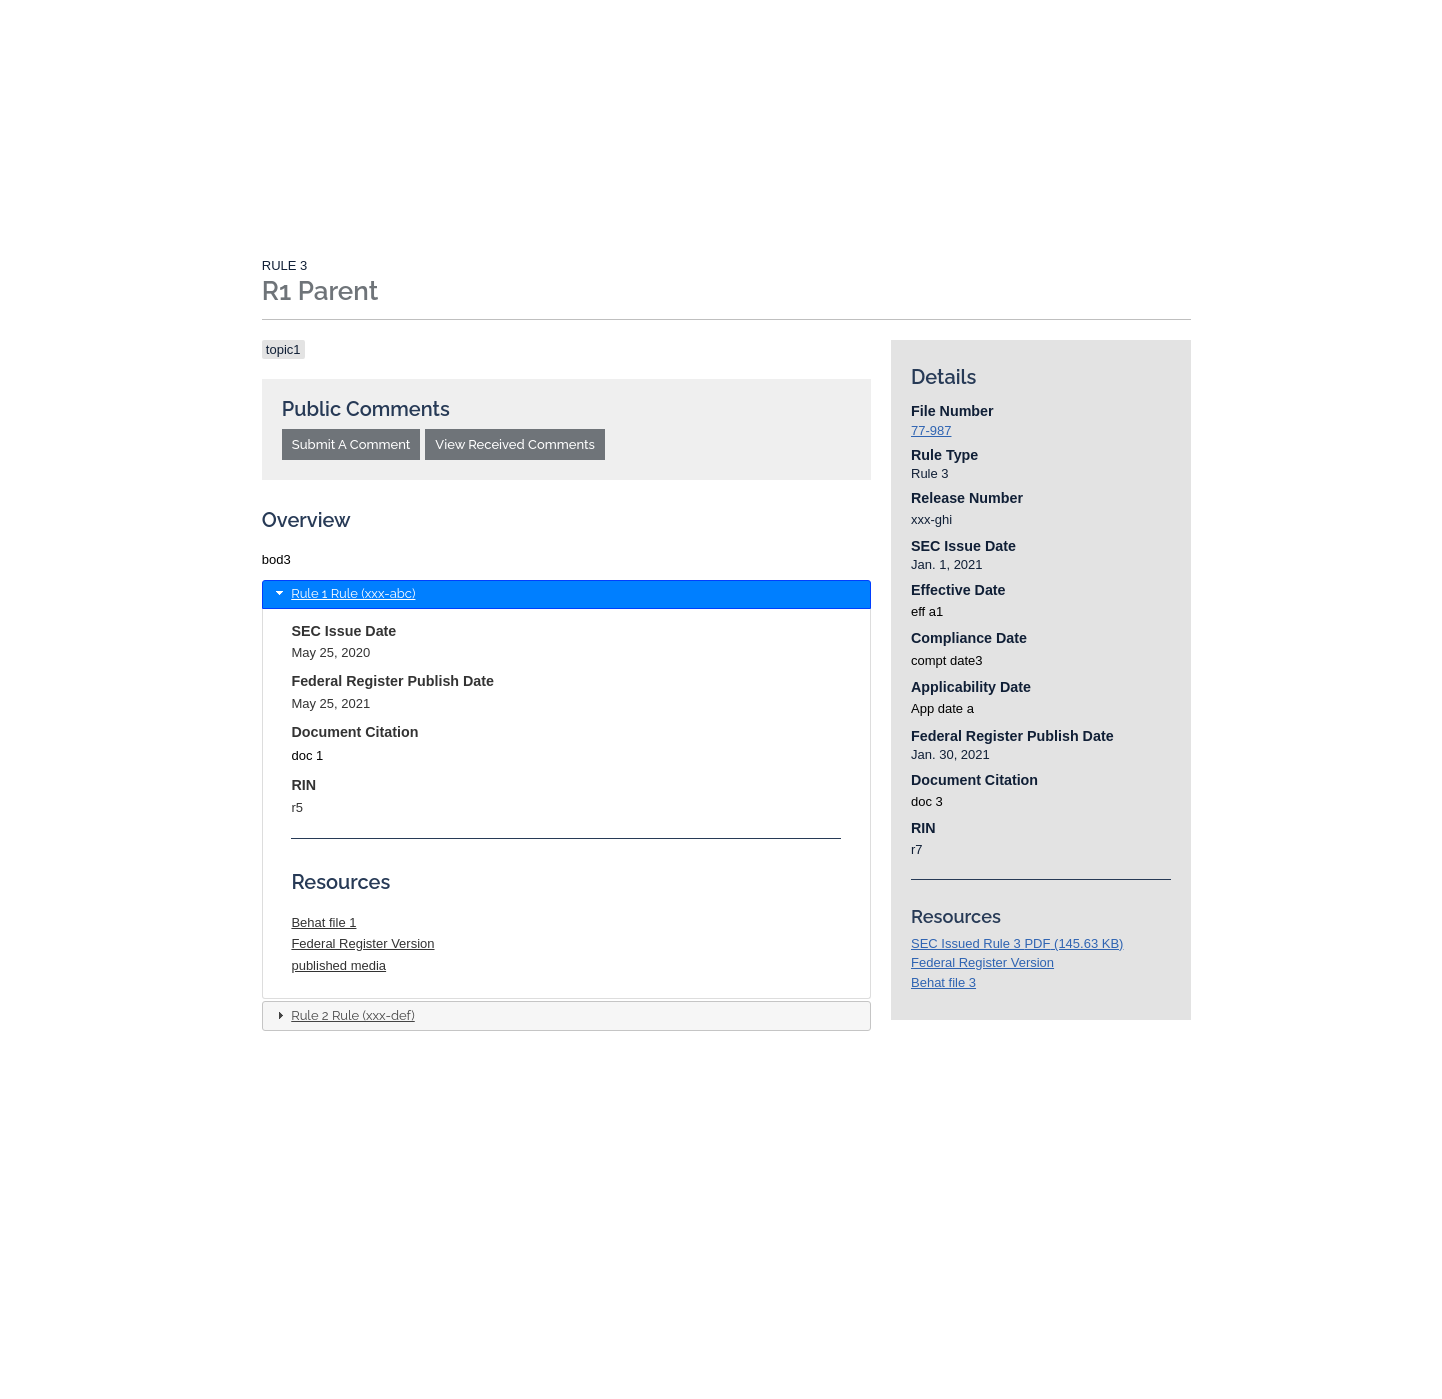 RULE 3
R1 Parent
topic1
Public Comments
Submit A Comment
View Received Comments
Overview
bod3
Rule 1 Rule (xxx-abc)
SEC Issue Date
May 25, 2020
Federal Register Publish Date
May 25, 2021
Document Citation
doc 1
RIN
r5
Resources
Behat file 1
Federal Register Version
published media
Rule 2 Rule (xxx-def)
Details
File Number
77-987
Rule Type
Rule 3
Release Number
xxx-ghi
SEC Issue Date
Jan. 1, 2021
Effective Date
eff a1
Compliance Date
compt date3
Applicability Date
App date a
Federal Register Publish Date
Jan. 30, 2021
Document Citation
doc 3
RIN
r7
Resources
SEC Issued Rule 3 PDF (145.63 KB)
Federal Register Version
Behat file 3